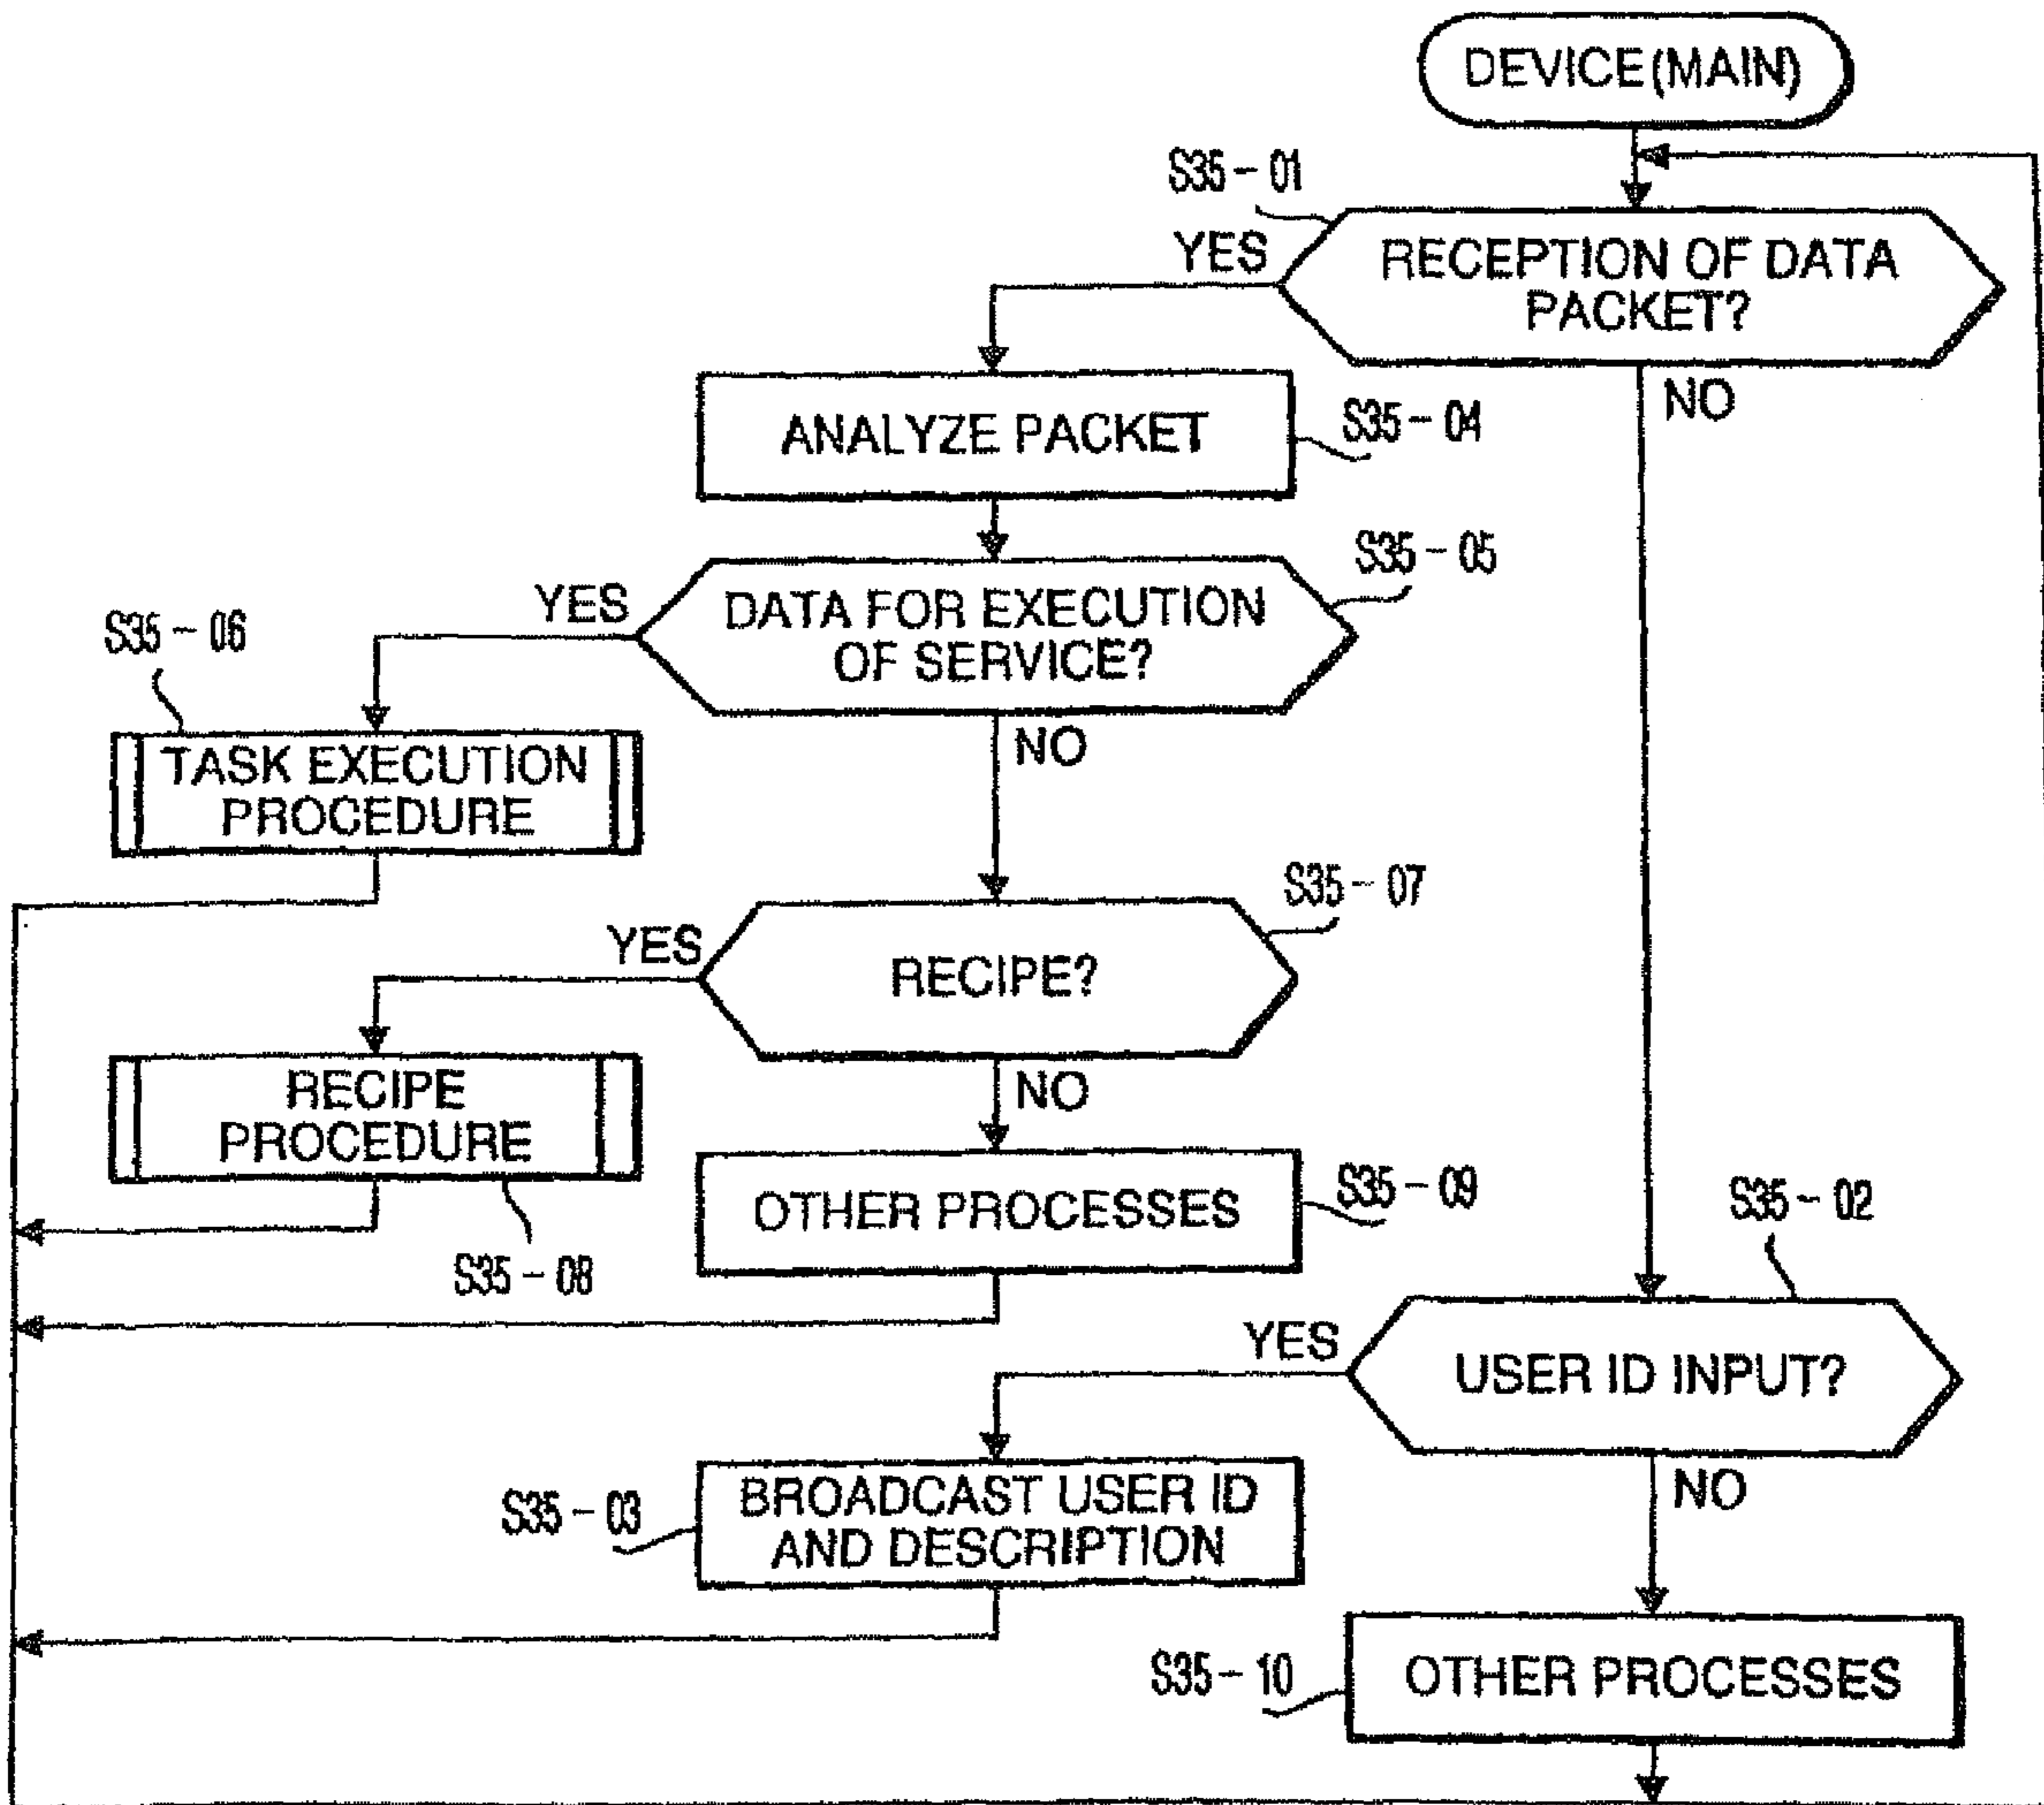 DEVICE(MAIN)
S35-01
YES
RECEPTION OF DATA
PACKET?
NO
ANALYZE PACKET
S35-04
S35-05
YES
DATA FOR EXECUTION
OF SERVICE?
S35-06
NO
TASK EXECUTION
PROCEDURE
S35-07
YES
RECIPE?
NO
RECIPE
PROCEDURE
S35-08
OTHER PROCESSES
S35-09
S35-02
YES
USER ID INPUT?
NO
S35-03
BROADCAST USER ID
AND DESCRIPTION
S35-10
OTHER PROCESSES